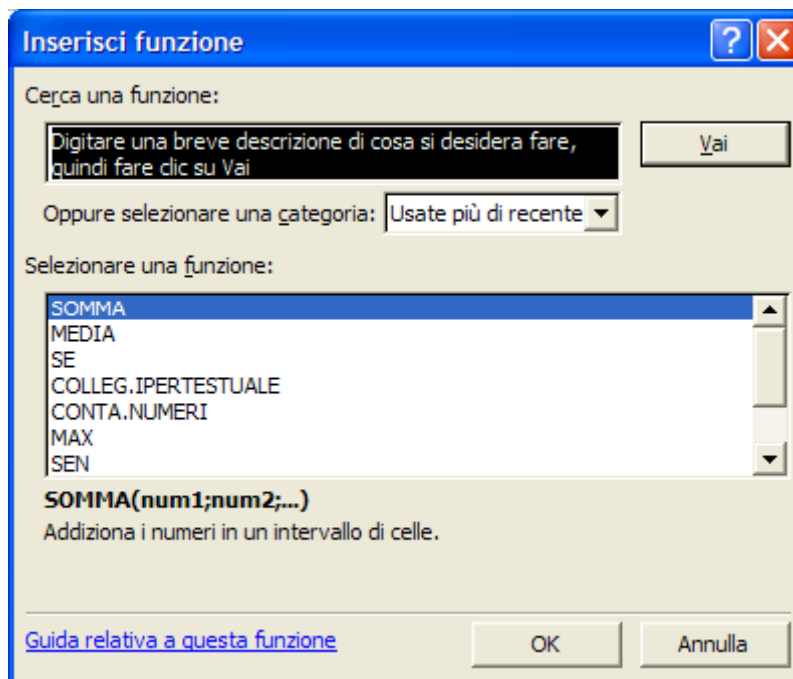 Inserisci funzione
Cerca una funzione:
Digitare una breve descrizione di cosa si desidera fare,
quindi fare clic su Vai
Vai
Oppure selezionare una categoria: Usate più di recente
Selezionare una funzione:
SOMMA
MEDIA
SE
COLLEG.IPERTESTUALE
CONTA.NUMERI
MAX
SEN
SOMMA(num1;num2;...)
Addiziona i numeri in un intervallo di celle.
Guida relativa a questa funzione
OK
Annulla